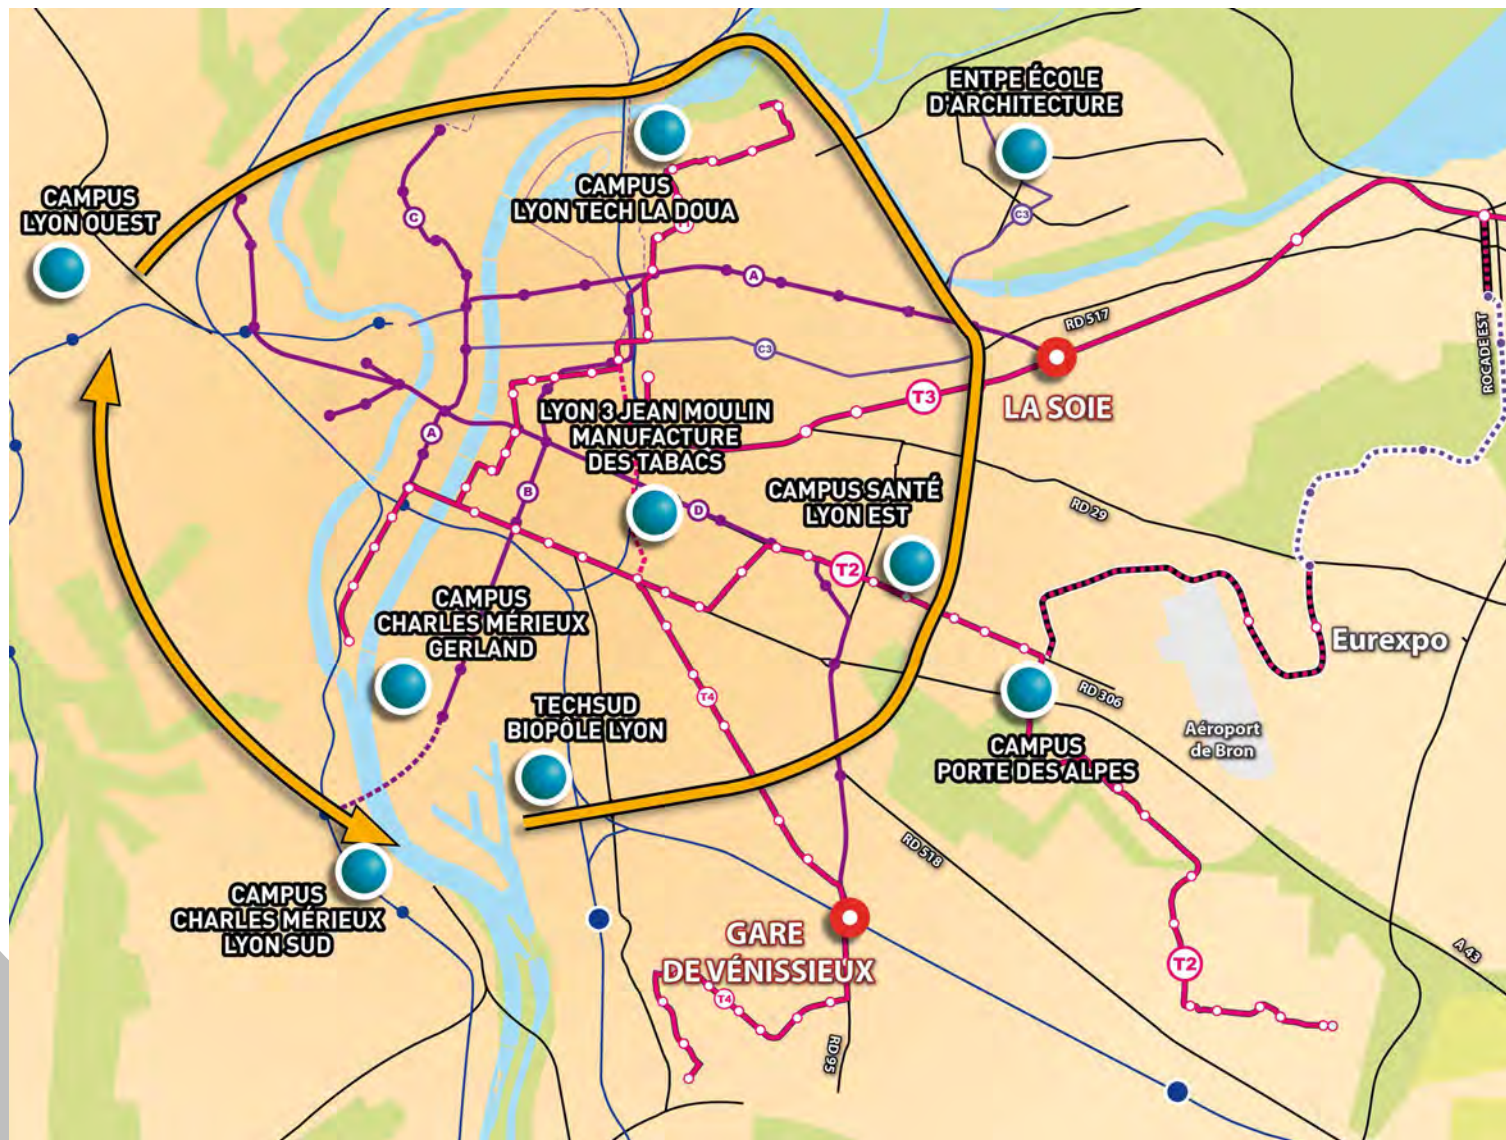 ENTPE ÉCOLE
D'ARCHITECTURE
CAMPUS
LYON OUEST
CAMPUS
LYON TECH LA DOUA
C
T1
C3
A
RD 517
ROCADE EST
C3
T3
LA SOIE
LYON 3 JEAN MOULIN
MANUFACTURE
DES TABACS
A
B
D
CAMPUS SANTÉ
LYON EST
RD 29
T2
CAMPUS
CHARLES MÉRIEUX
GERLAND
Eurexpo
T4
RD 306
TECHSUD
BIOPÔLE LYON
Aéroport
de Bron
CAMPUS
PORTE DES ALPES
RD 518
CAMPUS
CHARLES MÉRIEUX
LYON SUD
GARE
DE VÉNISSIEUX
T4
T2
A 43
RD 95